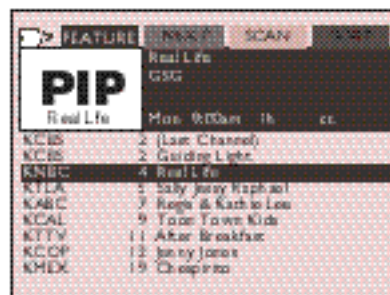 FEATURE SCAN SORT
Real Life
GSG
PIP
Real Life
Mon 9:00am 1h cc
KCBS 2 (Last Channel)
KCBS 2 Guiding Light
KNBC 4 Real Life
KTLA 5 Sally Jessy Raphael
KABC 7 Regis & Kathie Lee
KCAL 9 Toon Town Kids
KTTV 11 After Breakfast
KCOP 13 Jenny Jones
KMEX 19 Chespirito